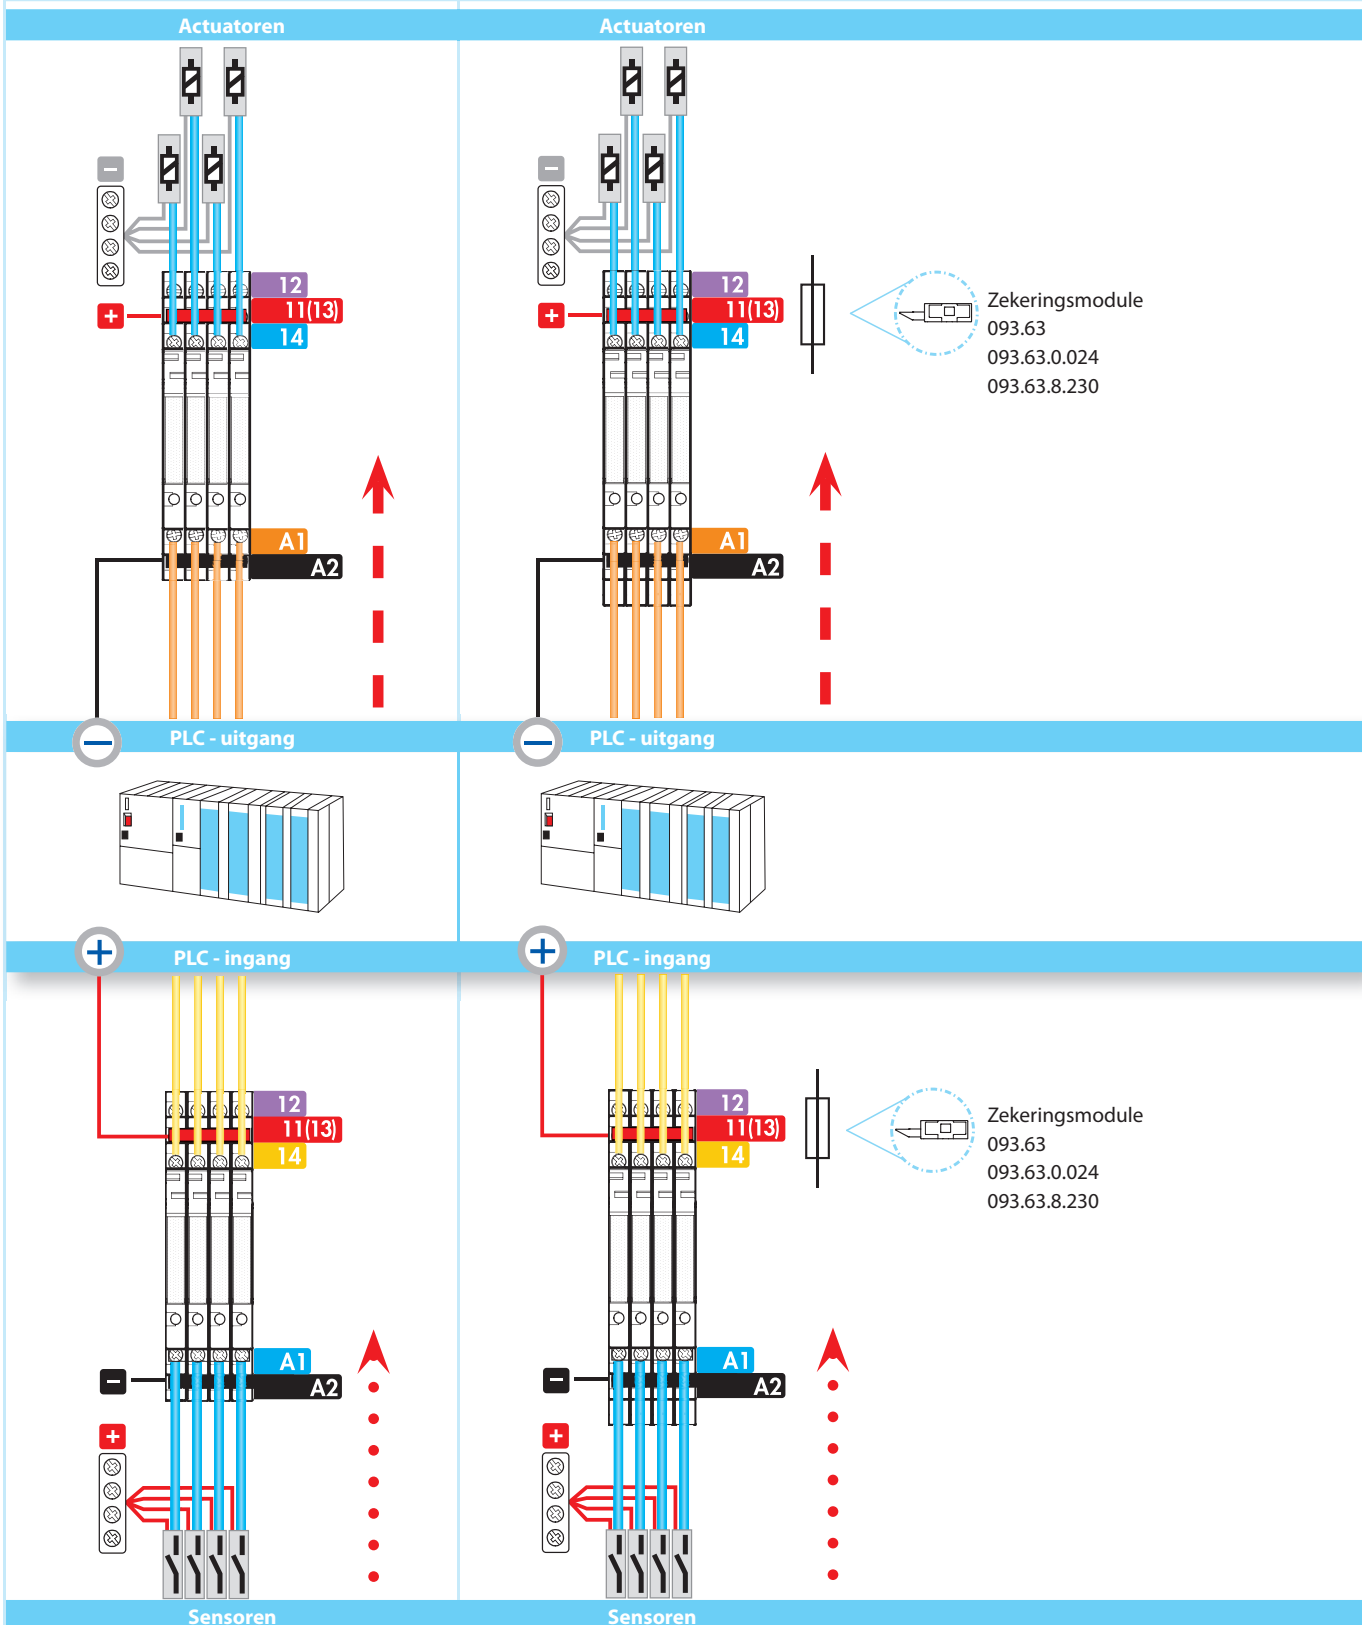 Actuatoren
Actuatoren
−
−
12
11(13)
14
+
12
11(13)
14
+
Zekeringsmodule
093.63
093.63.0.024
093.63.8.230
A1
A2
A1
A2
− PLC - uitgang
− PLC - uitgang
+ PLC - ingang
+ PLC - ingang
12
11(13)
14
12
11(13)
14
Zekeringsmodule
093.63
093.63.0.024
093.63.8.230
A1
A2
−
+
A1
A2
−
+
Sensoren
Sensoren